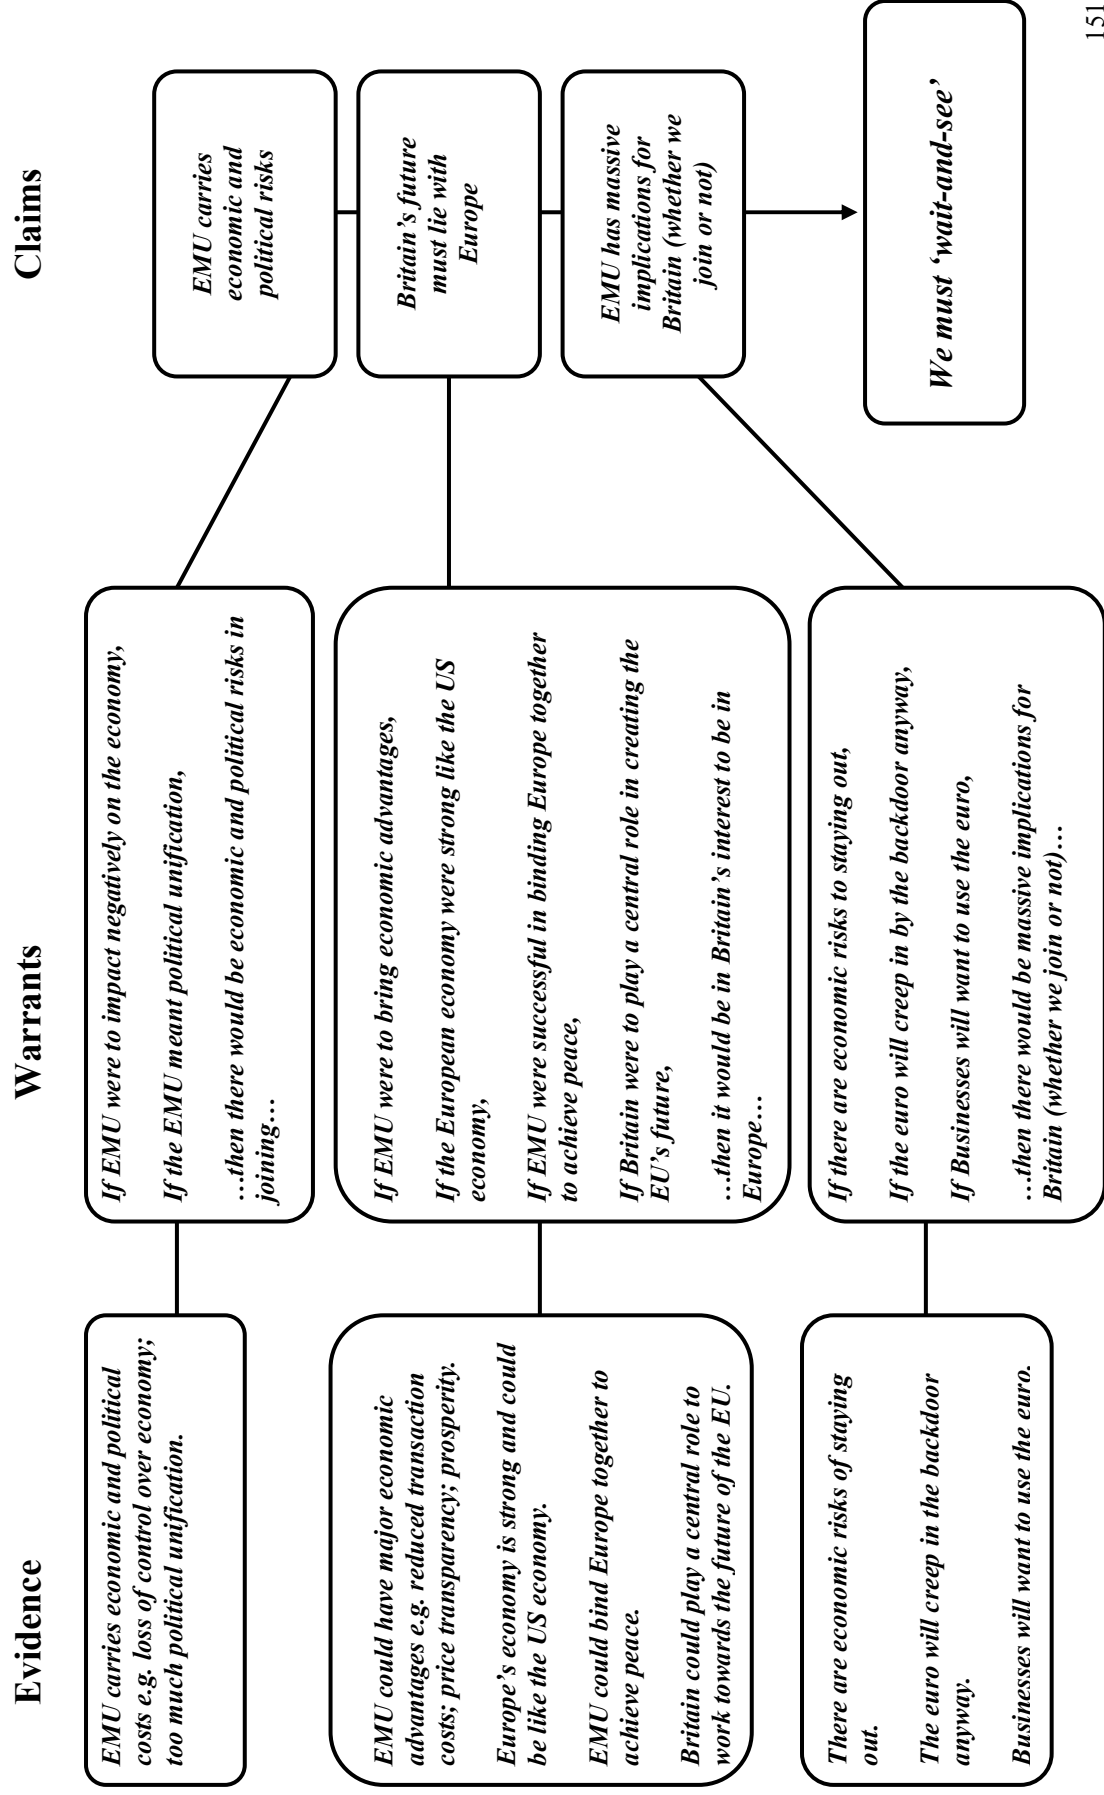 Evidence
Warrants
Claims
EMU carries economic and political
costs e.g. loss of control over economy;
too much political unification.
If EMU were to impact negatively on the economy,
If the EMU meant political unification,
…then there would be economic and political risks in
joining…
EMU carries
economic and
political risks
EMU could have major economic
advantages e.g. reduced transaction
costs; price transparency; prosperity.
Europe’s economy is strong and could
be like the US economy.
EMU could bind Europe together to
achieve peace.
Britain could play a central role to
work towards the future of the EU.
If EMU were to bring economic advantages,
If the European economy were strong like the US
economy,
If EMU were successful in binding Europe together
to achieve peace,
If Britain were to play a central role in creating the
EU’s future,
…then it would be in Britain’s interest to be in
Europe…
Britain’s future
must lie with
Europe
There are economic risks of staying
out.
The euro will creep in the backdoor
anyway.
Businesses will want to use the euro.
If there are economic risks to staying out,
If the euro will creep in by the backdoor anyway,
If Businesses will want to use the euro,
…then there would be massive implications for
Britain (whether we join or not)…
EMU has massive
implications for
Britain (whether we
join or not)
We must ‘wait-and-see’
151